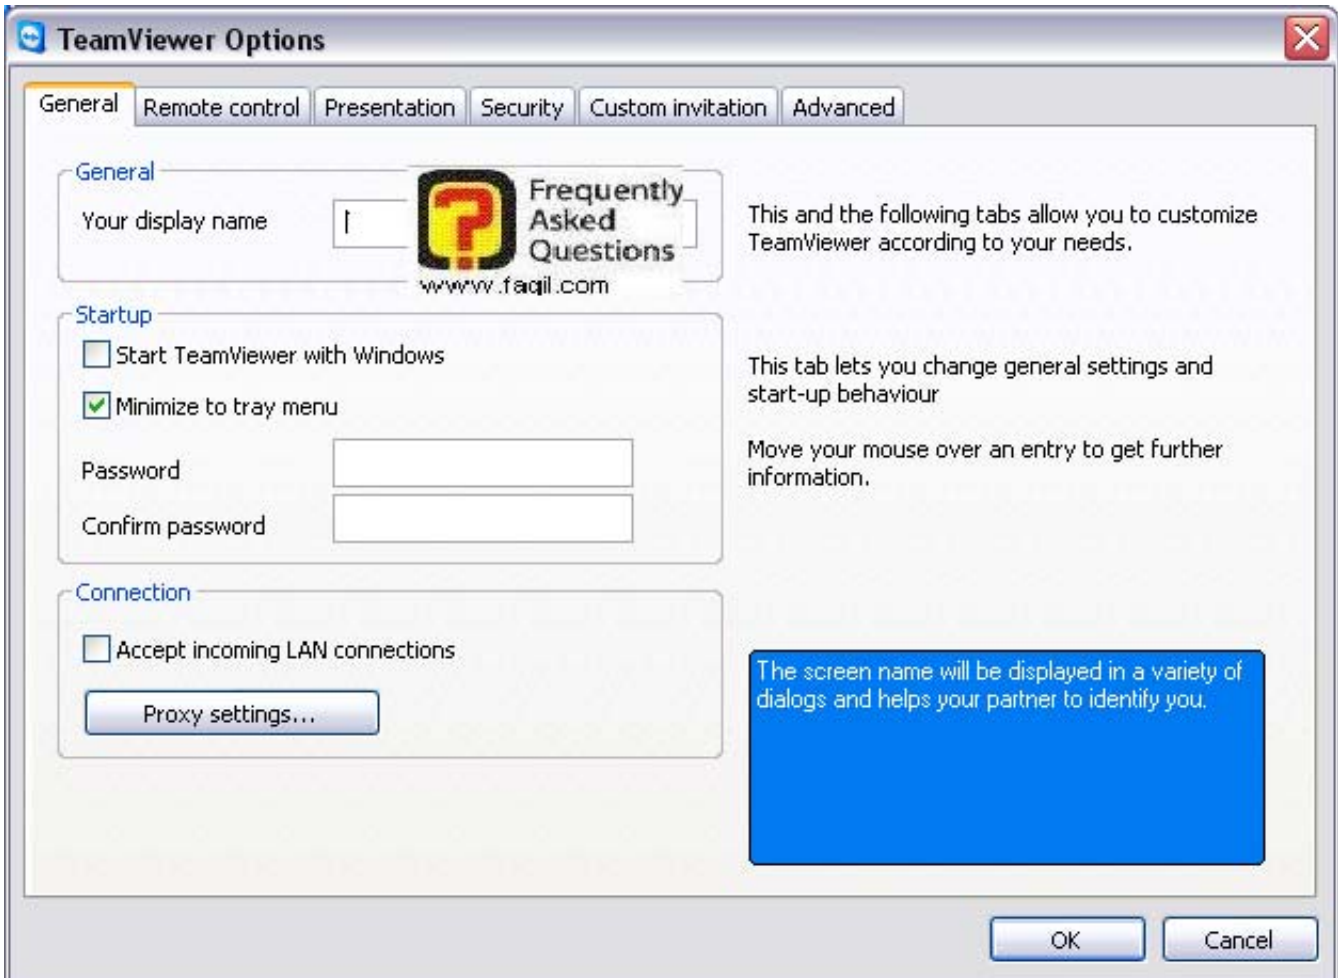 TeamViewer Options
General
Remote control
Presentation
Security
Custom invitation
Advanced
General
Your display name
Frequently
Asked
Questions
www.faqil.com
This and the following tabs allow you to customize
TeamViewer according to your needs.
Startup
Start TeamViewer with Windows
Minimize to tray menu
Password
Confirm password
This tab lets you change general settings and
start-up behaviour
Move your mouse over an entry to get further
information.
Connection
Accept incoming LAN connections
Proxy settings...
The screen name will be displayed in a variety of
dialogs and helps your partner to identify you.
OK
Cancel